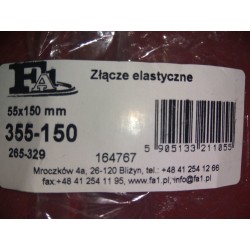 FA1
Złącze elastyczne
55x150 mm
355-150
265-329
5 905133 211055
164767
Mroczków 4a, 26-120 Bliżyn, tel.: +48 41 254 12 66
fax.+48 41 254 11 95, www.fa1.pl, info@fa1.pl